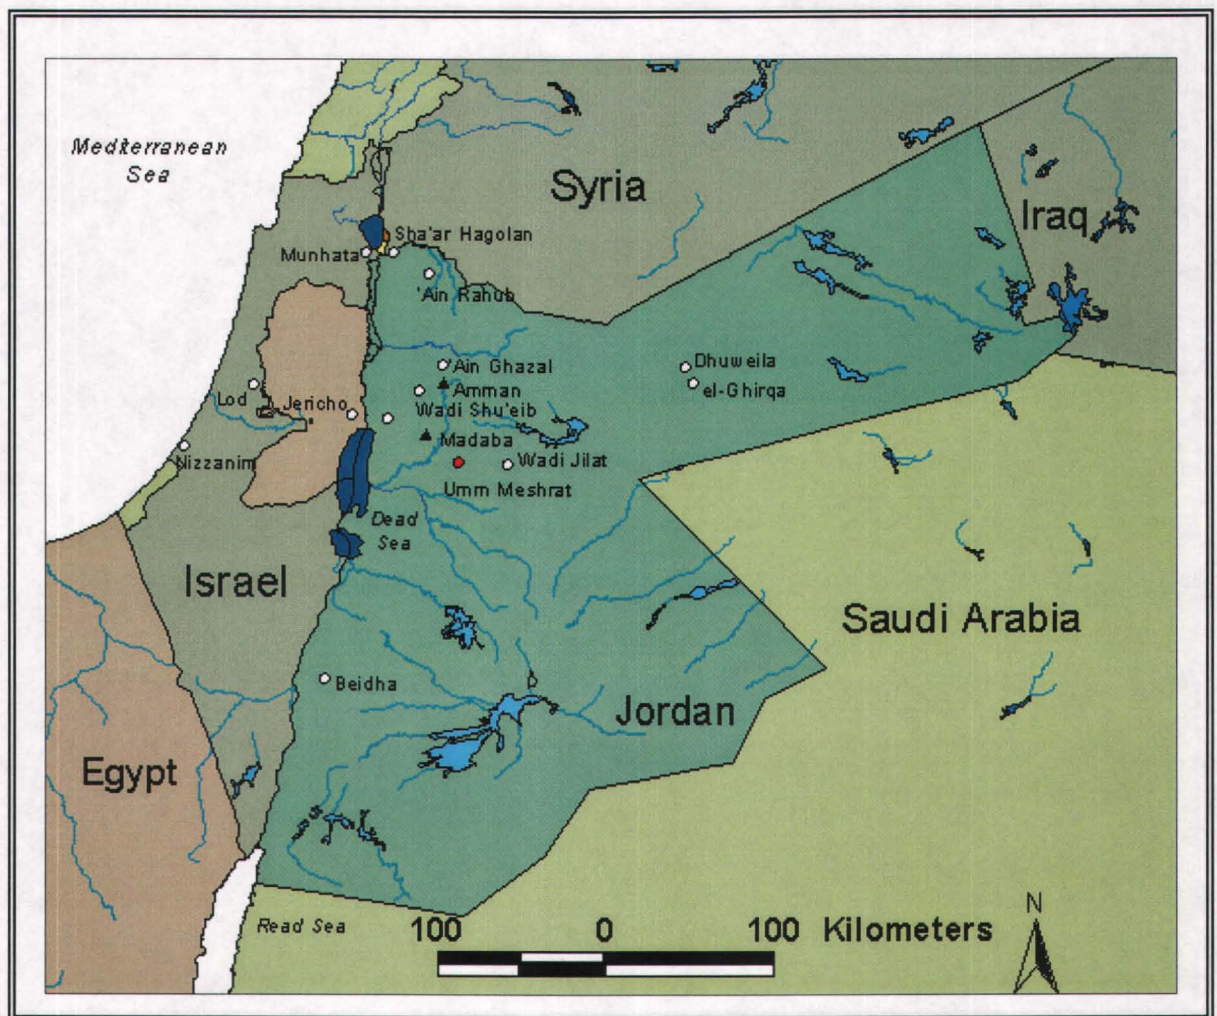 Mediterranean
Sea
Syria
Iraq
Sha'ar Hagolan
Munhata
'Ain Rahub
'Ain Ghazal
Dhuweila
Amman
el-Ghirqa
Lod
Jericho
Wadi Shu'eib
Madaba
Nizzanim
Wadi Jilat
Umm Meshrat
Dead
Sea
Israel
Saudi Arabia
Beidha
Jordan
Egypt
Read Sea
100 0 100 Kilometers
N